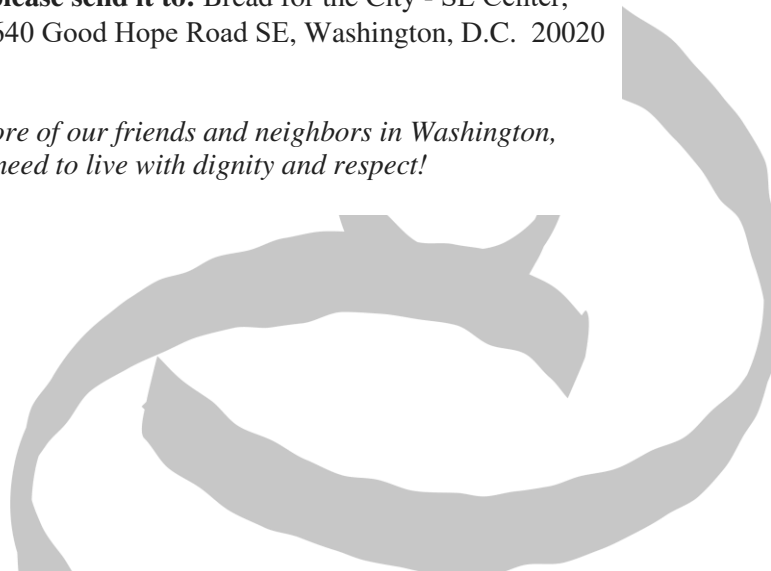 please send it to: Bread for the City - SE Center,
640 Good Hope Road SE, Washington, D.C. 20020
ore of our friends and neighbors in Washington,
need to live with dignity and respect!